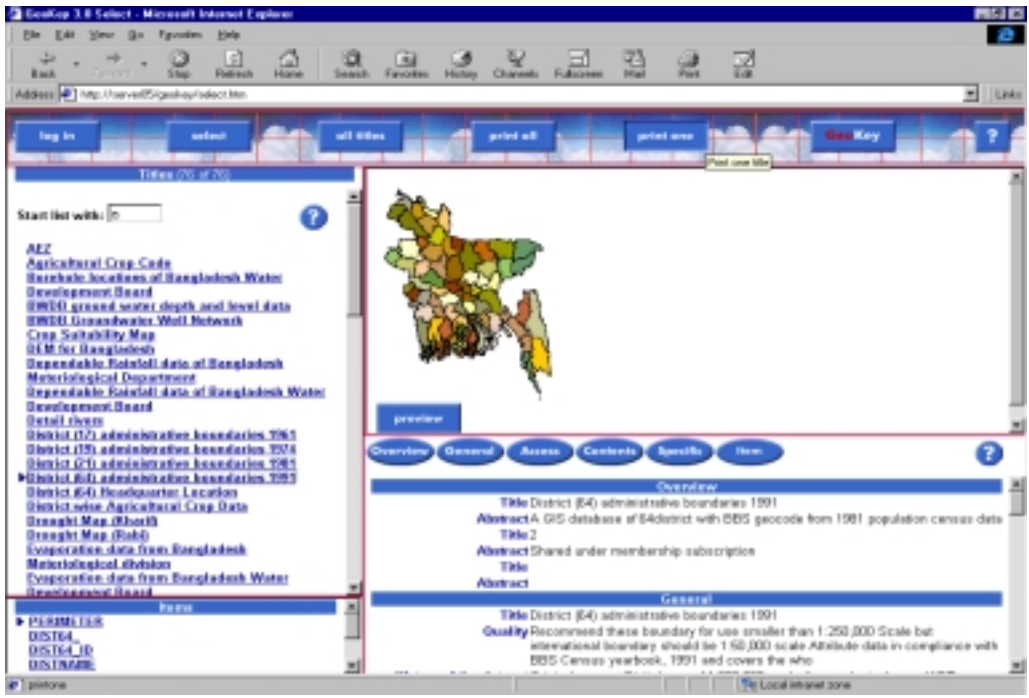 GeoKey 3.0 Select - Microsoft Internet Explorer
File Edit View Go Favorites Help
Back Forward Stop Refresh Home Search Favorites History Channels Fullscreen Mail Print Edit
Address http://server05/geokey/select.htm Links
log in select all titles print all print one GeoKey ?
Print one title
Titles (76 of 76)
Start list with:
?
AEZ
Agricultural Crop Code
Borehole locations of Bangladesh Water
Development Board
BWDB ground water depth and level data
BWDB Groundwater Well Network
Crop Suitability Map
DEM for Bangladesh
Dependable Rainfall data of Bangladesh
Meteriological Department
Dependable Rainfall data of Bangladesh Water
Development Board
Detail rivers
District (17) administrative boundaries 1961
District (19) administrative boundaries 1974
District (21) administrative boundaries 1981
District (64) administrative boundaries 1991
District (64) Headquarter Location
District wise Agricultural Crop Data
Drought Map (Kharif)
Drought Map (Rabi)
Evaporation data from Bangladesh
Meteriological division
Evaporation data from Bangladesh Water
Development Board
Items
PERIMETER
DIST64_
DIST64_ID
DISTNAME
preview
Overview General Access Contents Specific Item ?
Overview
Title District (64) administrative boundaries 1991
Abstract A GIS database of 64district with BBS geocode from 1981 population census data
Title 2
Abstract Shared under membership subscription
Title
Abstract
General
Title District (64) administrative boundaries 1991
Quality Recommend these boundary for use smaller than 1:250,000 Scale but
international boundary should be 1:50,000 scale Attribute data in compliance with
BBS Census yearbook, 1991 and covers the who
printone
Local intranet zone